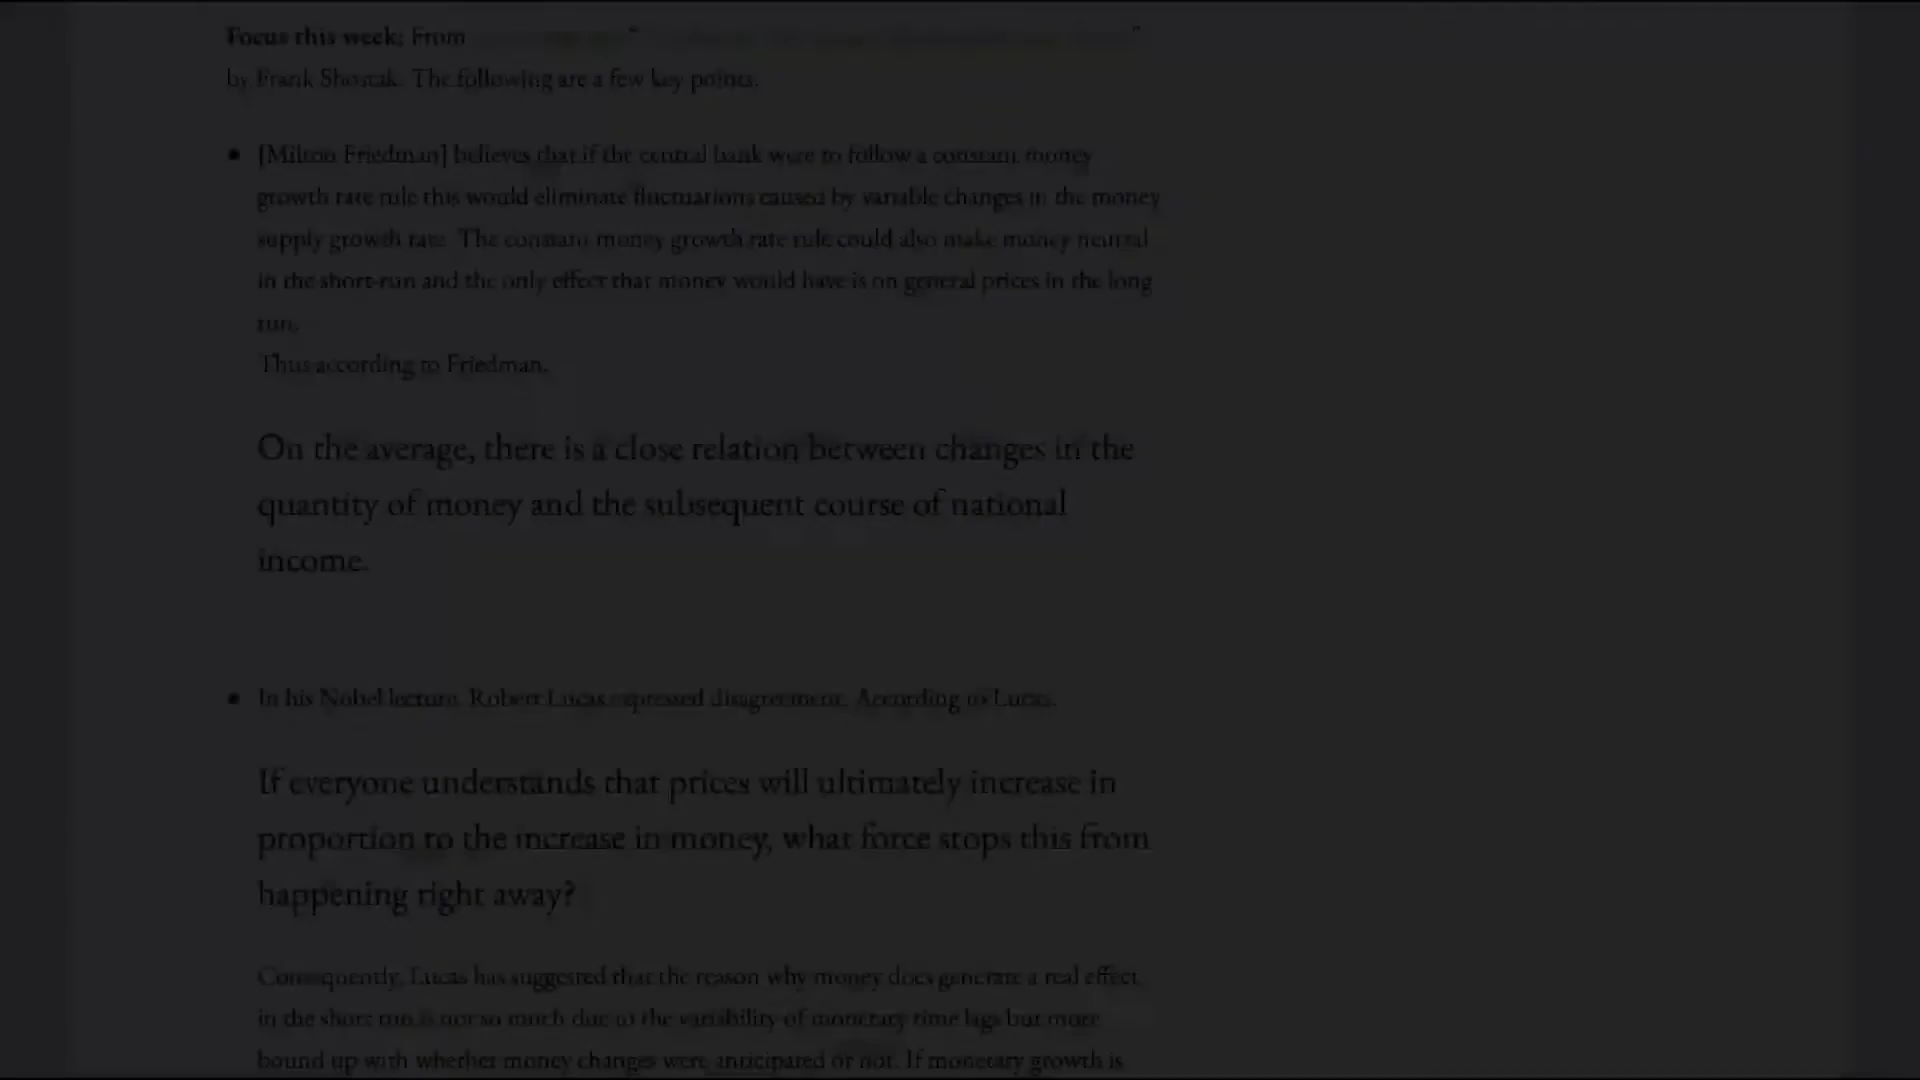 Focus this week: From " "
by Frank Shostak. The following are a few key points.
• [Milton Friedman] believes that if the central bank were to follow a constant money
growth rate rule this would eliminate fluctuations caused by variable changes in the money
supply growth rate. The constant money growth rate rule could also make money neutral
in the short-run and the only effect that money would have is on general prices in the long
run.
Thus according to Friedman,
On the average, there is a close relation between changes in the
quantity of money and the subsequent course of national
income.
• In his Nobel lecture, Robert Lucas expressed disagreement. According to Lucas,
If everyone understands that prices will ultimately increase in
proportion to the increase in money, what force stops this from
happening right away?
Consequently, Lucas has suggested that the reason why money does generate a real effect
in the short run is not so much due to the variability of monetary time lags but more
bound up with whether money changes were anticipated or not. If monetary growth is